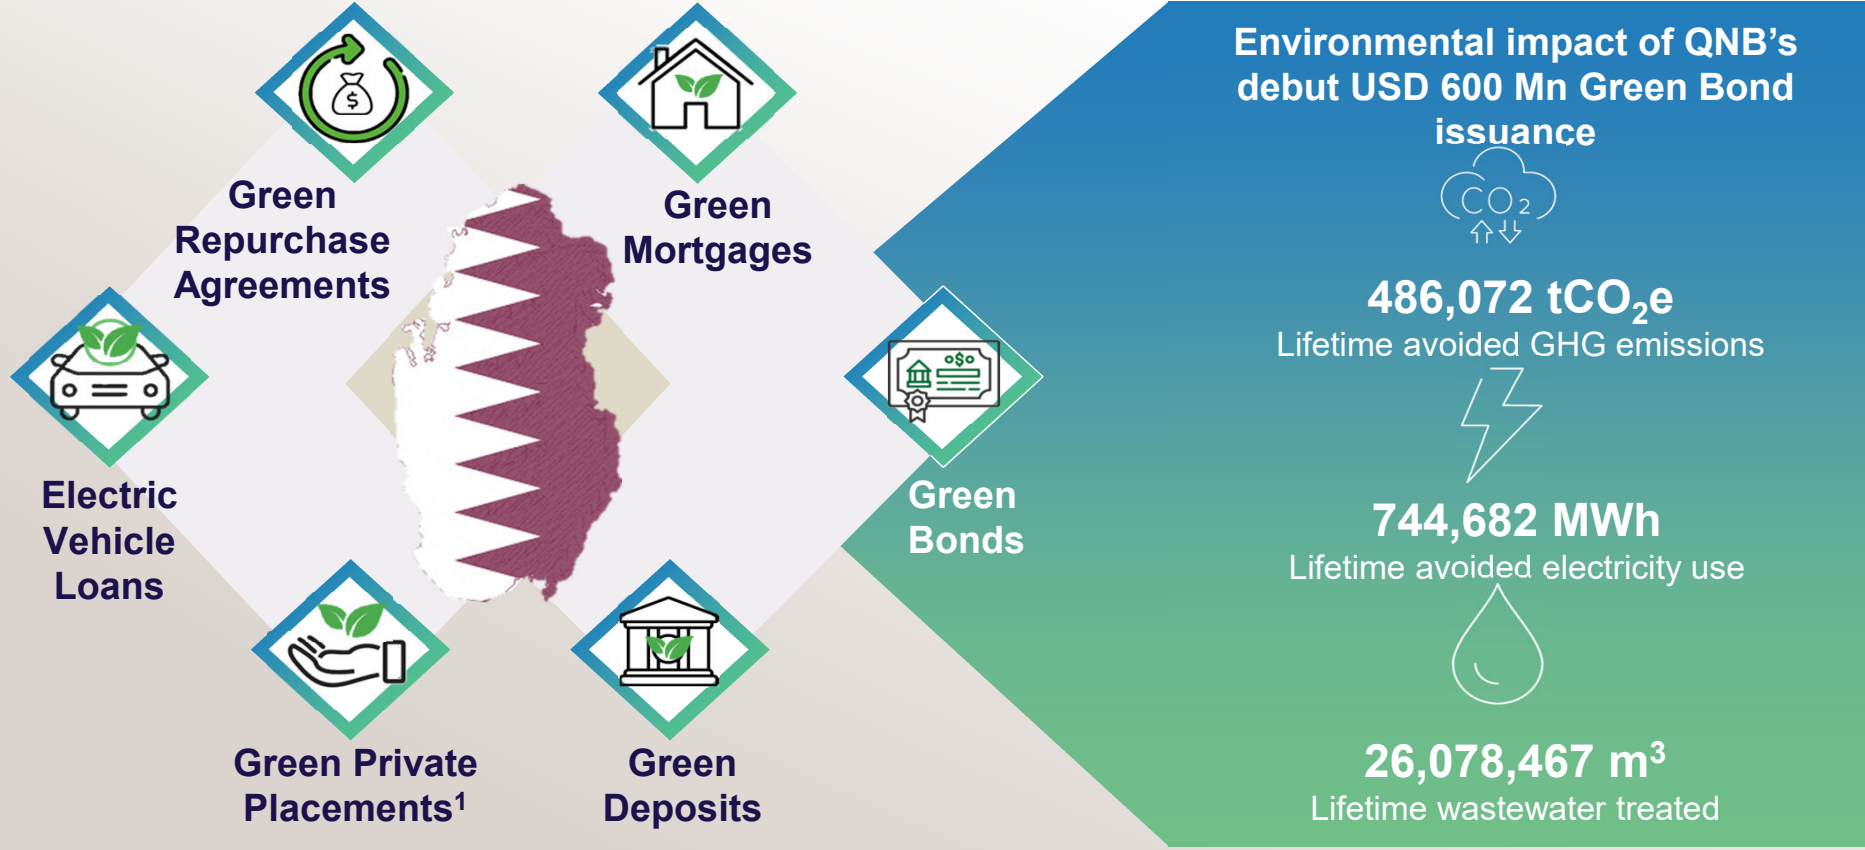 Green
Repurchase
Agreements
Green
Mortgages
Electric
Vehicle
Loans
Green
Bonds
Green Private
Placements¹
Green
Deposits
Environmental impact of QNB’s
debut USD 600 Mn Green Bond
issuance
CO₂
486,072 tCO₂e
Lifetime avoided GHG emissions
744,682 MWh
Lifetime avoided electricity use
26,078,467 m³
Lifetime wastewater treated